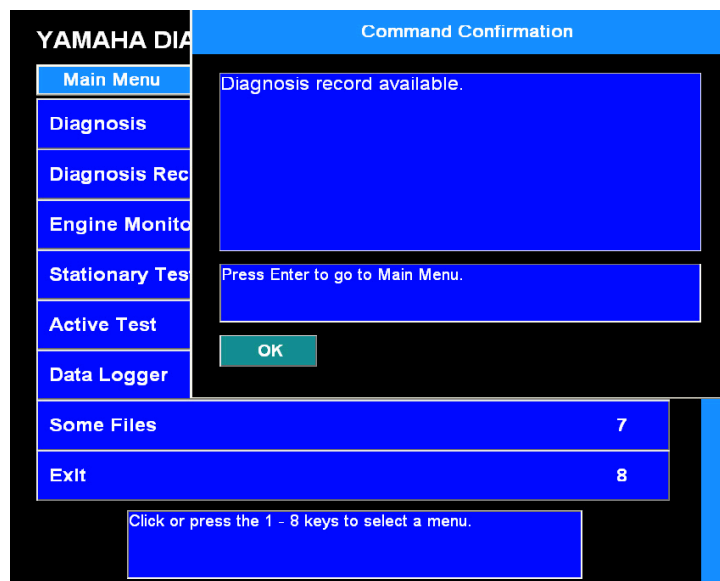 YAMAHA DIA
Command Confirmation
Main Menu
Diagnosis record available.
Diagnosis
Diagnosis Rec
Engine Monito
Stationary Tes
Press Enter to go to Main Menu.
Active Test
OK
Data Logger
Some Files 7
ExIt 8
Click or press the 1 - 8 keys to select a menu.